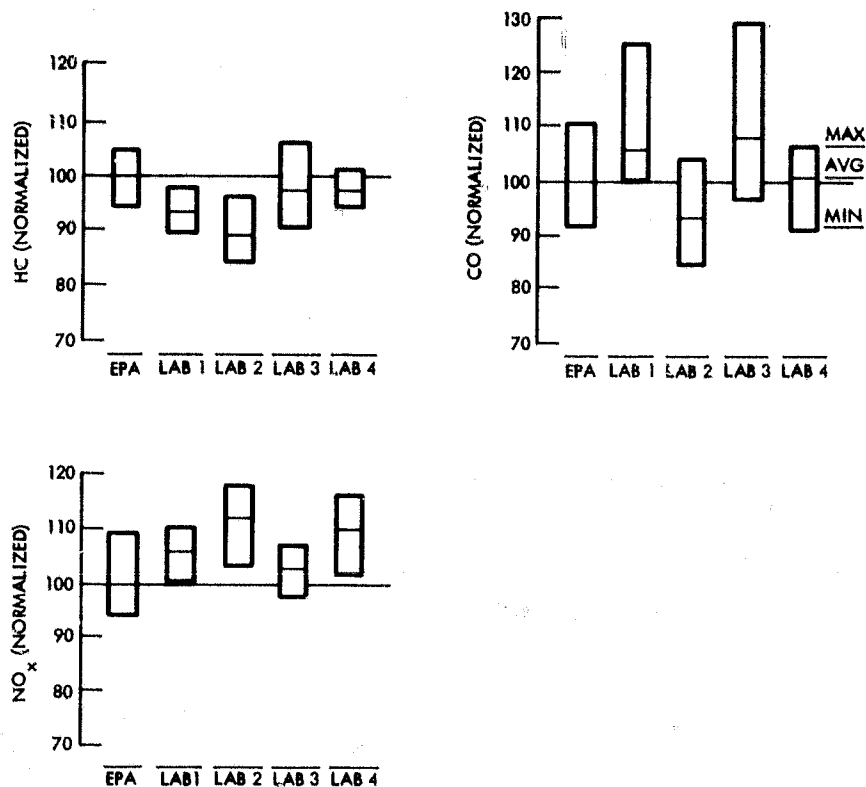 HC (NORMALIZED)
120
110
100
90
80
70
EPA LAB 1 LAB 2 LAB 3 LAB 4
CO (NORMALIZED)
130
120
110
100
90
80
70
MAX
AVG
MIN
EPA LAB 1 LAB 2 LAB 3 LAB 4
NOx (NORMALIZED)
120
110
100
90
80
70
EPA LAB1 LAB 2 LAB 3 LAB 4